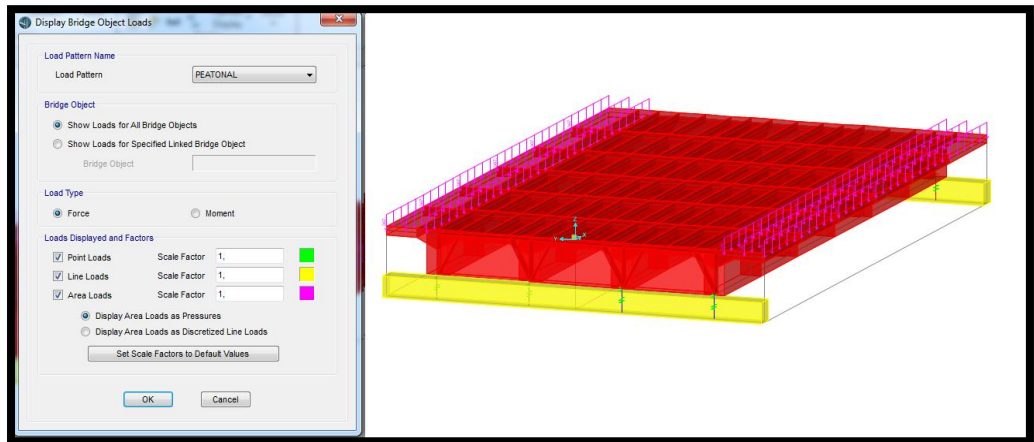 Display Bridge Object Loads
Load Pattern Name
Load Pattern PEATONAL
Bridge Object
Show Loads for All Bridge Objects
Show Loads for Specified Linked Bridge Object
Bridge Object
Load Type
Force Moment
Loads Displayed and Factors
Point Loads Scale Factor 1,
Line Loads Scale Factor 1,
Area Loads Scale Factor 1,
Display Area Loads as Pressures
Display Area Loads as Discretized Line Loads
Set Scale Factors to Default Values
OK Cancel
Z
Y